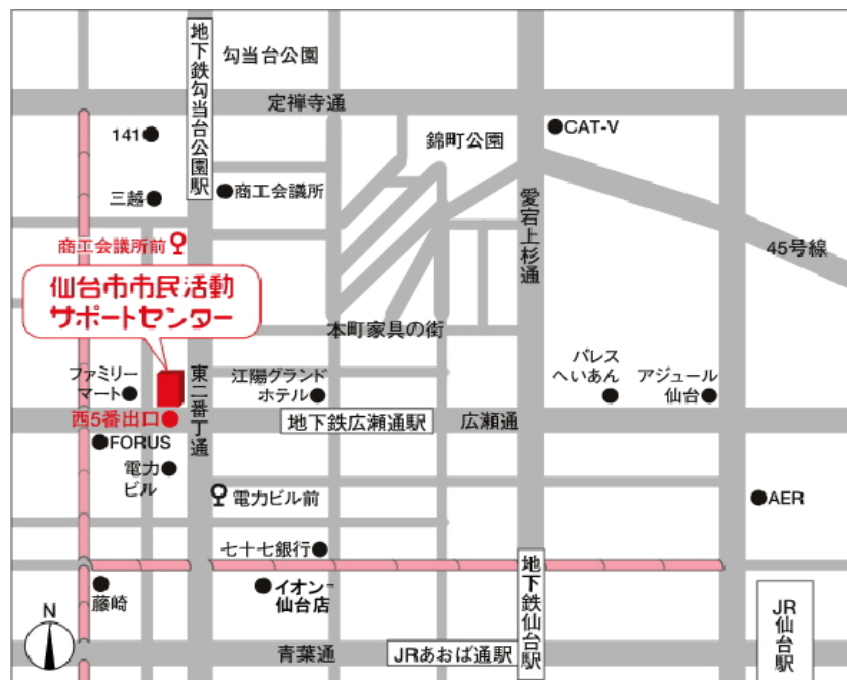 勾当台公園
地下鉄勾当台公園駅
定禅寺通
141
錦町公園
CAT-V
三越
商工会議所
愛宕上杉通
商工会議所前
45号線
仙台市市民活動
サポートセンター
本町家具の街
ファミリー
マート
東二番丁通
江陽グランド
ホテル
パレス
へいあん
アジュール
仙台
西5番出口
地下鉄広瀬通駅
広瀬通
FORUS
電力
ビル
電力ビル前
AER
七十七銀行
地下鉄仙台駅
藤崎
イオン
仙台店
N
青葉通
JRあおば通駅
JR
仙台駅